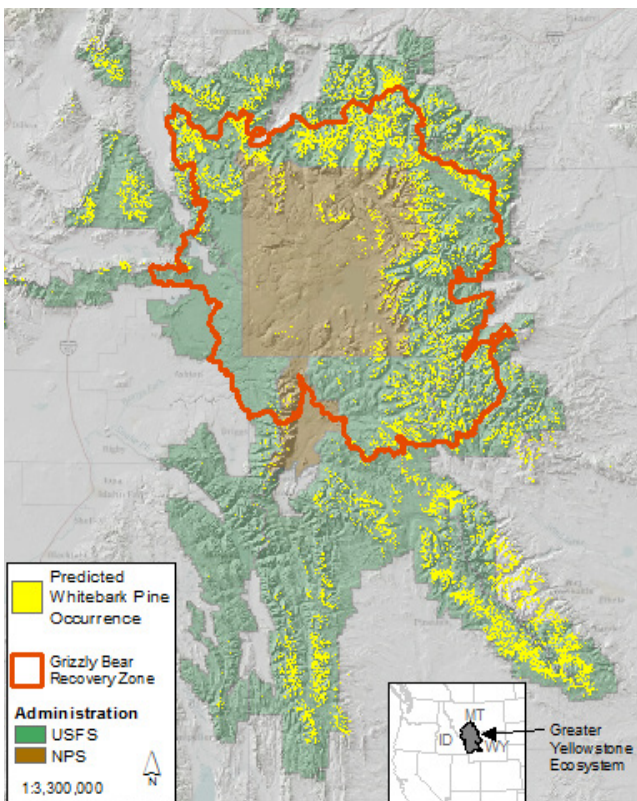 Predicted
Whitebark Pine
Occurrence
Grizzly Bear
Recovery Zone
Administration
USFS
NPS
1:3,300,000
N
MT
ID
WY
Greater
Yellowstone
Ecosystem
Rigby